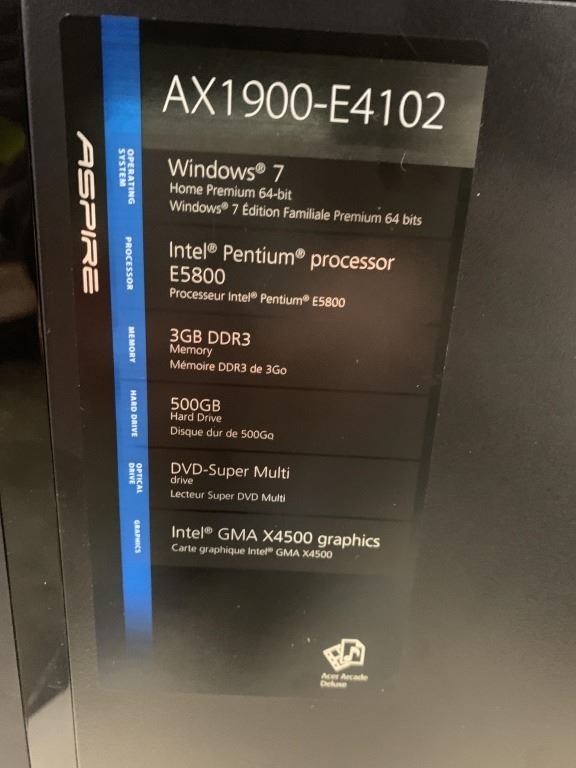 AX1900-E4102
ASPIRE
OPERATING
SYSTEM
Windows® 7
Home Premium 64-bit
Windows® 7 Édition Familiale Premium 64 bits
PROCESSOR
Intel® Pentium® processor
E5800
Processeur Intel® Pentium® E5800
MEMORY
3GB DDR3
Memory
Mémoire DDR3 de 3Go
HARD DRIVE
500GB
Hard Drive
Disque dur de 500Go
OPTICAL
DRIVE
DVD-Super Multi
drive
Lecteur Super DVD Multi
GRAPHICS
Intel® GMA X4500 graphics
Carte graphique Intel® GMA X4500
Acer Arcade
Deluxe